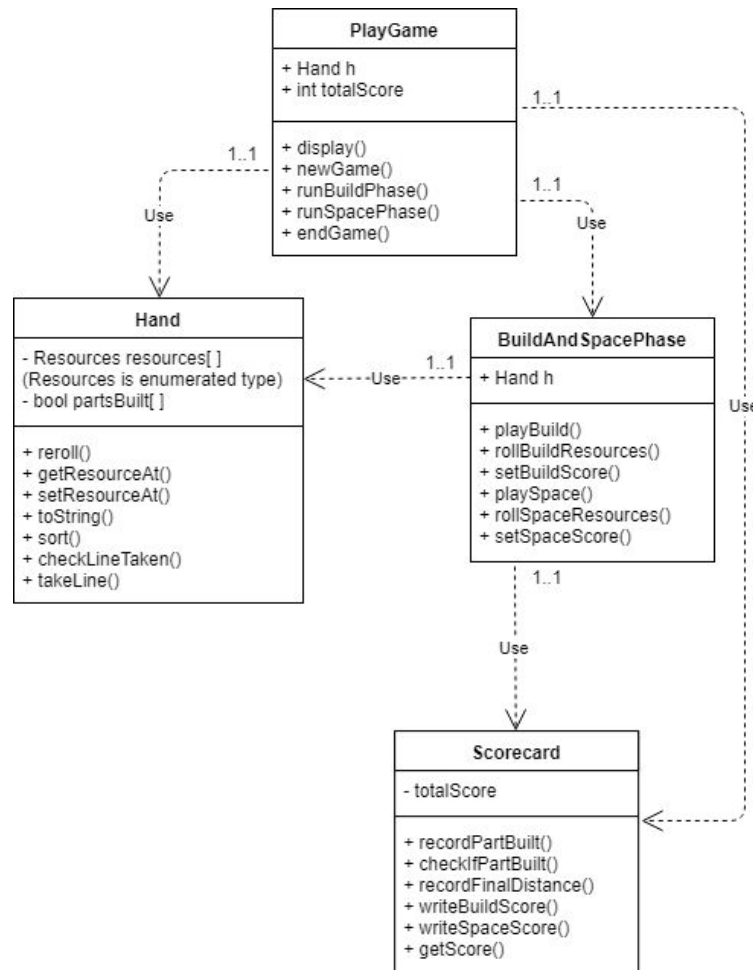 PlayGame
+ Hand h
+ int totalScore
+ display()
+ newGame()
+ runBuildPhase()
+ runSpacePhase()
+ endGame()
1..1
1..1
1..1
Use
Use
Use
Hand
- Resources resources[ ]
(Resources is enumerated type)
- bool partsBuilt[ ]
+ reroll()
+ getResourceAt()
+ setResourceAt()
+ toString()
+ sort()
+ checkLineTaken()
+ takeLine()
1..1
Use
BuildAndSpacePhase
+ Hand h
+ playBuild()
+ rollBuildResources()
+ setBuildScore()
+ playSpace()
+ rollSpaceResources()
+ setSpaceScore()
1..1
Use
Scorecard
- totalScore
+ recordPartBuilt()
+ checkIfPartBuilt()
+ recordFinalDistance()
+ writeBuildScore()
+ writeSpaceScore()
+ getScore()